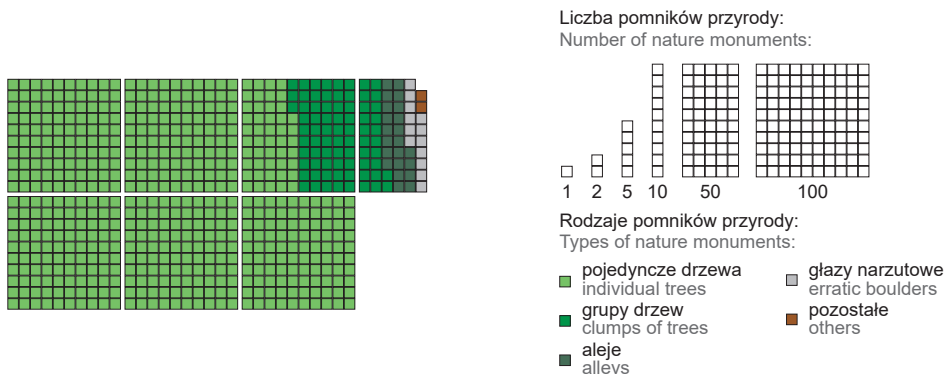 Liczba pomników przyrody:
Number of nature monuments:
1 2 5 10 50 100
Rodzaje pomników przyrody:
Types of nature monuments:
pojedyncze drzewa
individual trees
grupy drzew
clumps of trees
aleje
alleys
głazy narzutowe
erratic boulders
pozostałe
others